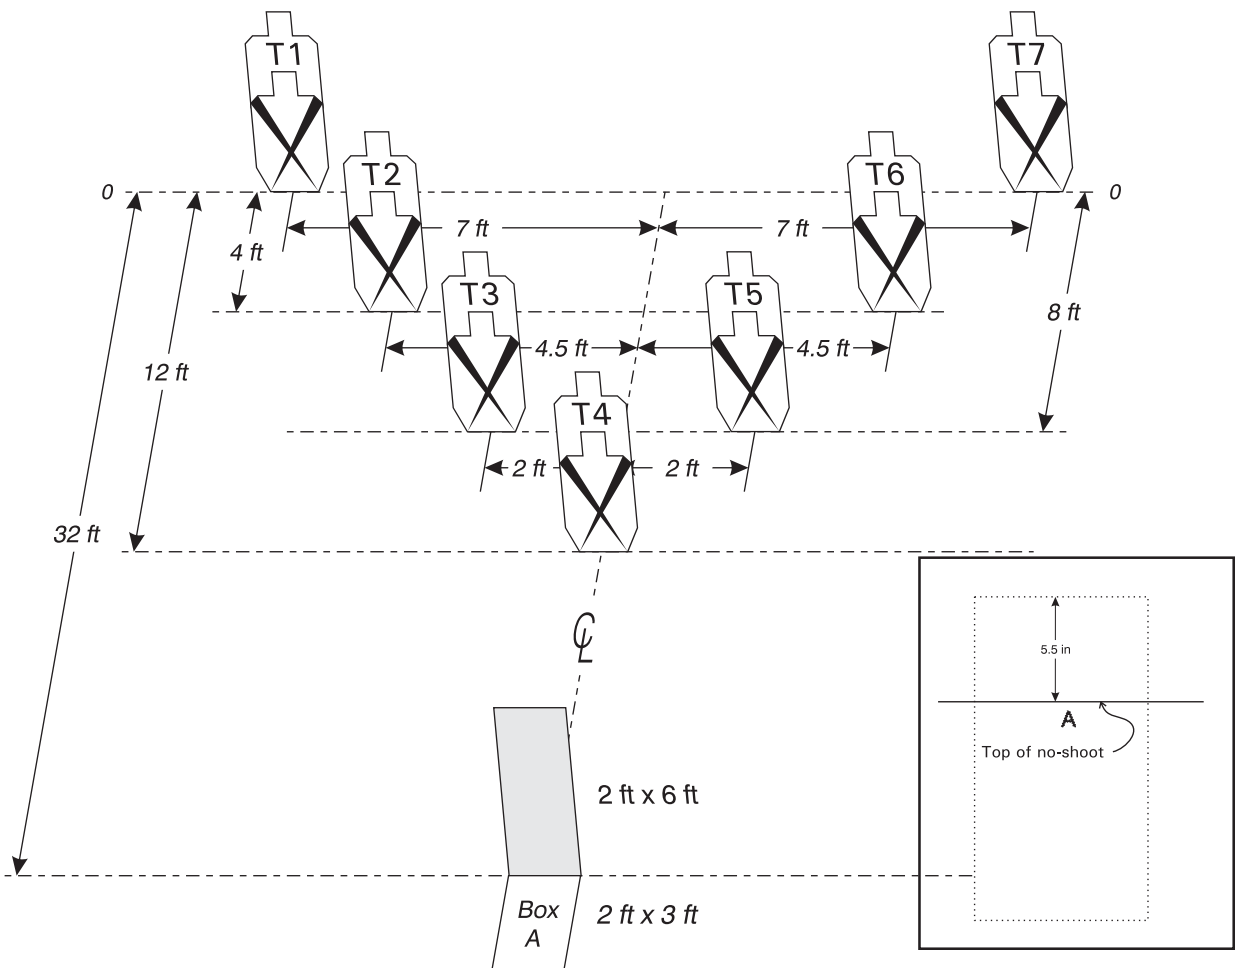 T1
T7
T2
T6
0
0
7 ft
7 ft
4 ft
T3
T5
8 ft
4.5 ft
4.5 ft
12 ft
T4
2 ft
2 ft
32 ft
CL
5.5 in
A
Top of no-shoot
2 ft x 6 ft
Box
A
2 ft x 3 ft